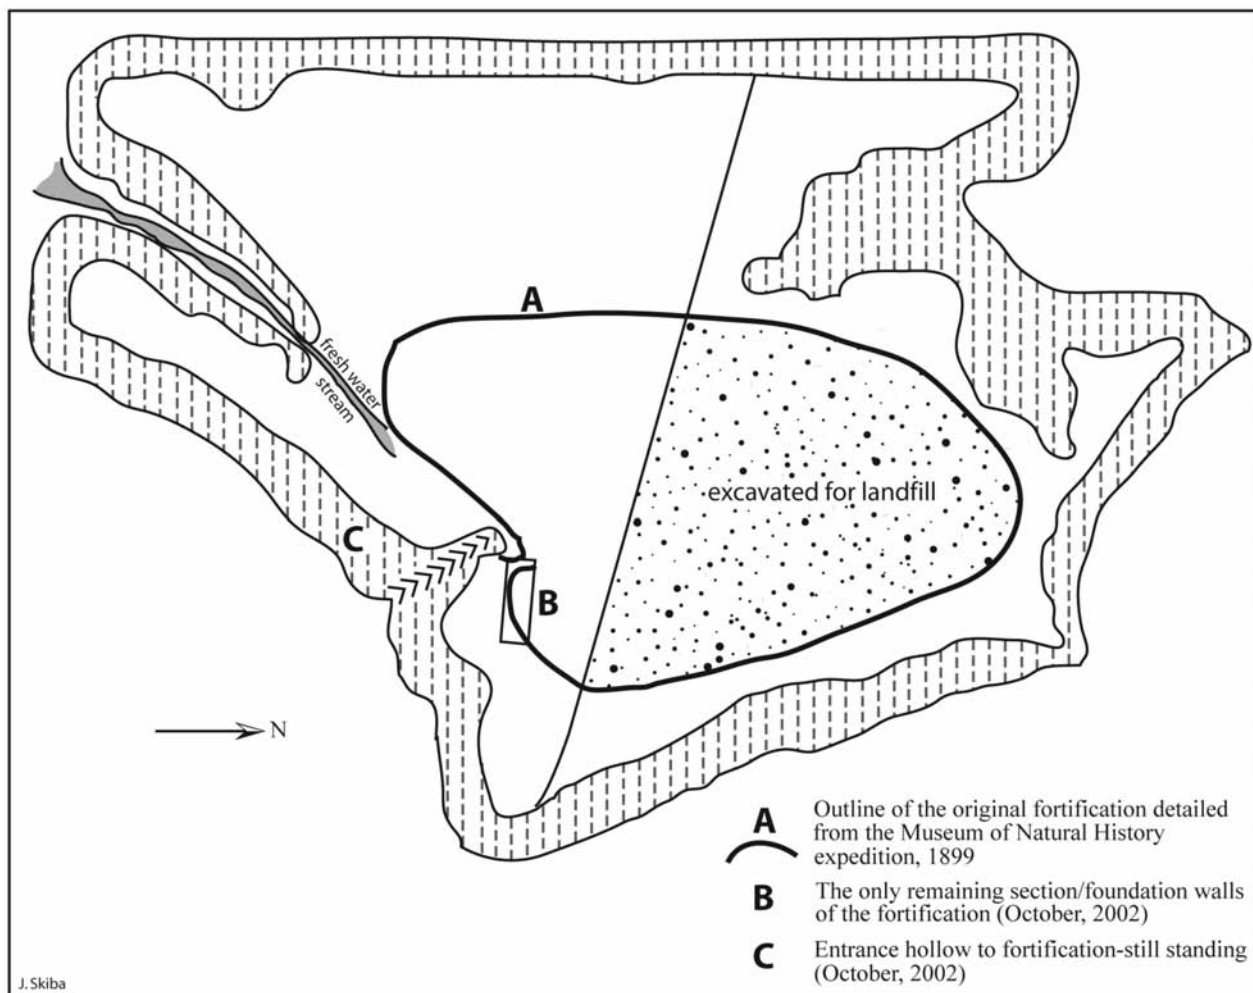 A
fresh water
stream
excavated for landfill
C
B
N
A Outline of the original fortification detailed
from the Museum of Natural History
expedition, 1899
B The only remaining section/foundation walls
of the fortification (October, 2002)
C Entrance hollow to fortification-still standing
(October, 2002)
J. Skiba